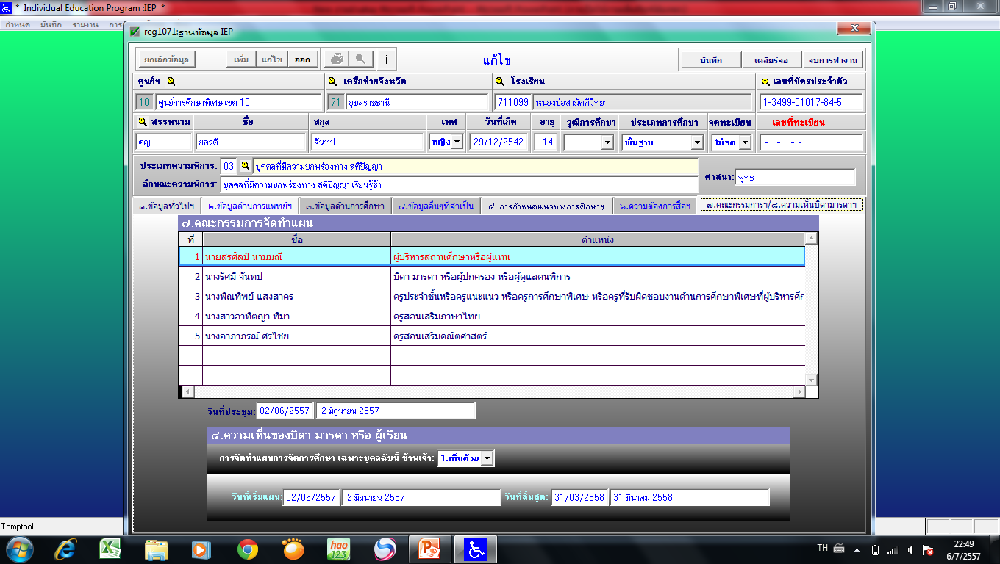 * Individual Education Program :IEP *
กำหนด บันทึก รายงาน
reg1071:ฐานข้อมูล IEP
ยกเลิกข้อมูล เพิ่ม แก้ไข ออก i แก้ไข บันทึก เคลียร์จอ จบการทำงาน
ศูนย์ฯ เครือข่ายจังหวัด โรงเรียน เลขที่บัตรประจำตัว
10 ศูนย์การศึกษาพิเศษ เขต 10 71 อุบลราชธานี 711099 หนองบ่อสามัคคีวิทยา 1-3499-01017-84-5
สรรพนาม ชื่อ สกุล เพศ วันที่เกิด อายุ วุฒิการศึกษา ประเภทการศึกษา จดทะเบียน เลขที่ทะเบียน
ดญ. ยศวดี จันทป หญิง 29/12/2542 14 พื้นฐาน ไม่จด - - - -
ประเภทความพิการ: 03 บุคคลที่มีความบกพร่องทาง สติปัญญา
ลักษณะความพิการ: บุคคลที่มีความบกพร่องทาง สติปัญญา เรียนรู้ช้า
ศาสนา: พุทธ
๑.ข้อมูลทั่วไปฯ ๒.ข้อมูลด้านการแพทย์ฯ ๓.ข้อมูลด้านการศึกษา ๔.ข้อมูลอื่นๆที่จำเป็น ๕. การกำหนดแนวทางการศึกษาฯ ๖.ความต้องการสื่อฯ ๗.คณะกรรมการฯ/๘.ความเห็นบิดามารดาฯ
๗.คณะกรรมการจัดทำแผน
ที่ ชื่อ ตำแหน่ง
1 นายสรศิลป์ นามมณี ผู้บริหารสถานศึกษาหรือผู้แทน
2 นางรัศมี จันทป บิดา มารดา หรือผู้ปกครอง หรือผู้ดูแลคนพิการ
3 นางพิณทิพย์ แสงสาคร ครูประจำชั้นหรือครูแนะแนว หรือครูการศึกษาพิเศษ หรือครูที่รับผิดชอบงานด้านการศึกษาพิเศษที่ผู้บริหารศึก
4 นางสาวอาทิตญา ทิมา ครูสอนเสริมภาษาไทย
5 นางอาภาภรณ์ ศรไชย ครูสอนเสริมคณิตศาสตร์
วันที่ประชุม: 02/06/2557 2 มิถุนายน 2557
๘.ความเห็นของบิดา มารดา หรือ ผู้เรียน
การจัดทำแผนการจัดการศึกษา เฉพาะบุคลฉบับนี้ ข้าพเจ้า: 1.เห็นด้วย
วันที่เริ่มแผน: 02/06/2557 2 มิถุนายน 2557 วันที่สิ้นสุด: 31/03/2558 31 มีนาคม 2558
Temptool
hao 123
TH 22:49
6/7/2557